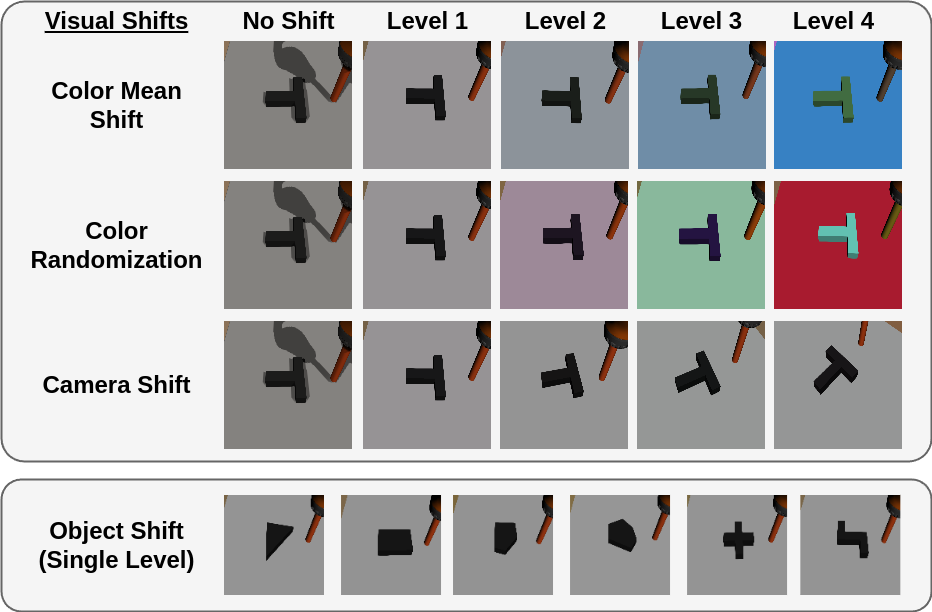 Visual Shifts No Shift Level 1 Level 2 Level 3 Level 4
Color Mean
Shift
Color
Randomization
Camera Shift
Object Shift
(Single Level)